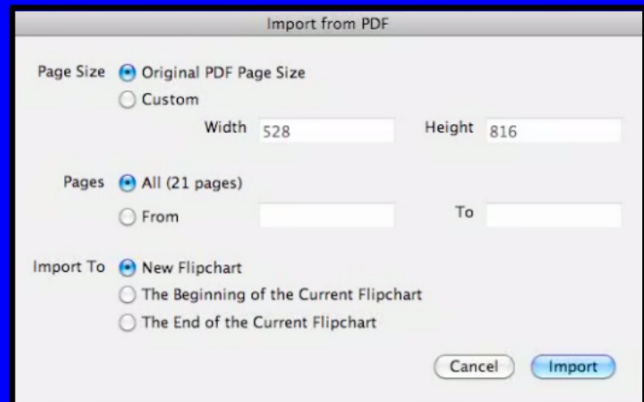 Import from PDF
Page Size Original PDF Page Size
Custom
Width 528 Height 816
Pages All (21 pages)
From To
Import To New Flipchart
The Beginning of the Current Flipchart
The End of the Current Flipchart
Cancel Import